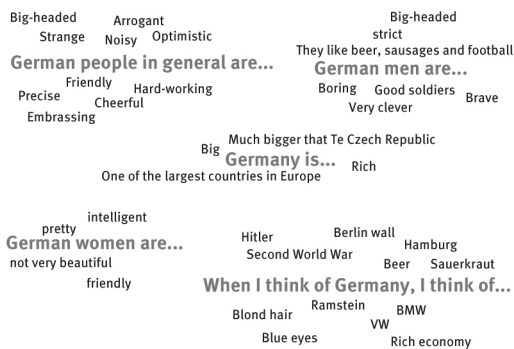 Big-headed
Arrogant
Strange
Noisy
Optimistic
German people in general are...
Friendly
Hard-working
Precise
Cheerful
Embrassing
Big-headed
strict
They like beer, sausages and football
German men are...
Boring
Good soldiers
Brave
Very clever
Much bigger that Te Czech Republic
Big
Germany is...
Rich
One of the largest countries in Europe
intelligent
pretty
German women are...
not very beautiful
friendly
Hitler
Berlin wall
Hamburg
Second World War
Beer
Sauerkraut
When I think of Germany, I think of...
Blond hair
Ramstein
BMW
VW
Blue eyes
Rich economy